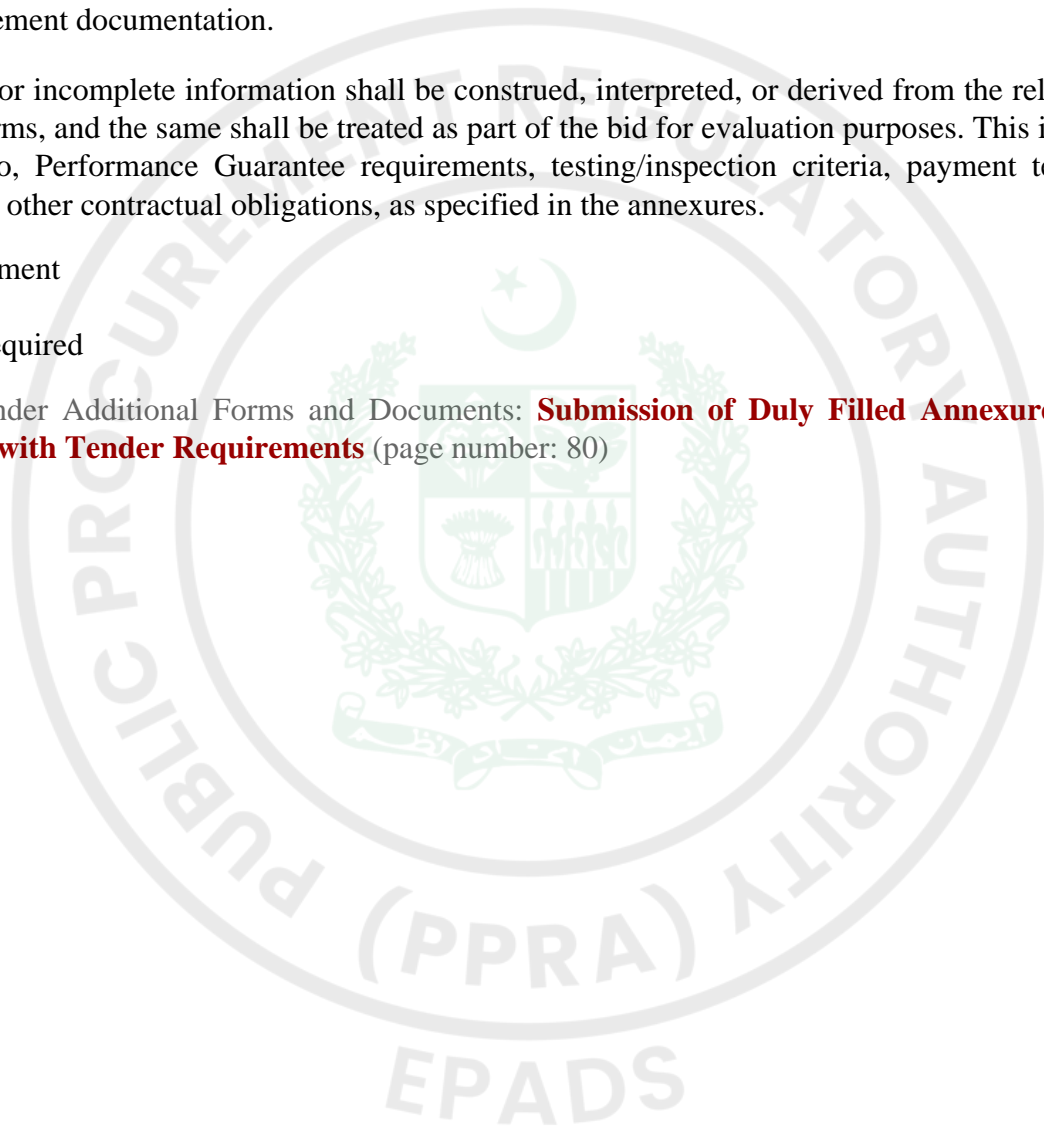 ement documentation.
or incomplete information shall be construed, interpreted, or derived from the rel
rms, and the same shall be treated as part of the bid for evaluation purposes. This i
o, Performance Guarantee requirements, testing/inspection criteria, payment te
other contractual obligations, as specified in the annexures.
ment
equired
nder Additional Forms and Documents: Submission of Duly Filled Annexure
with Tender Requirements (page number: 80)
PUBLIC PROCUREMENT REGULATORY AUTHORITY
(PPRA)
EPADS